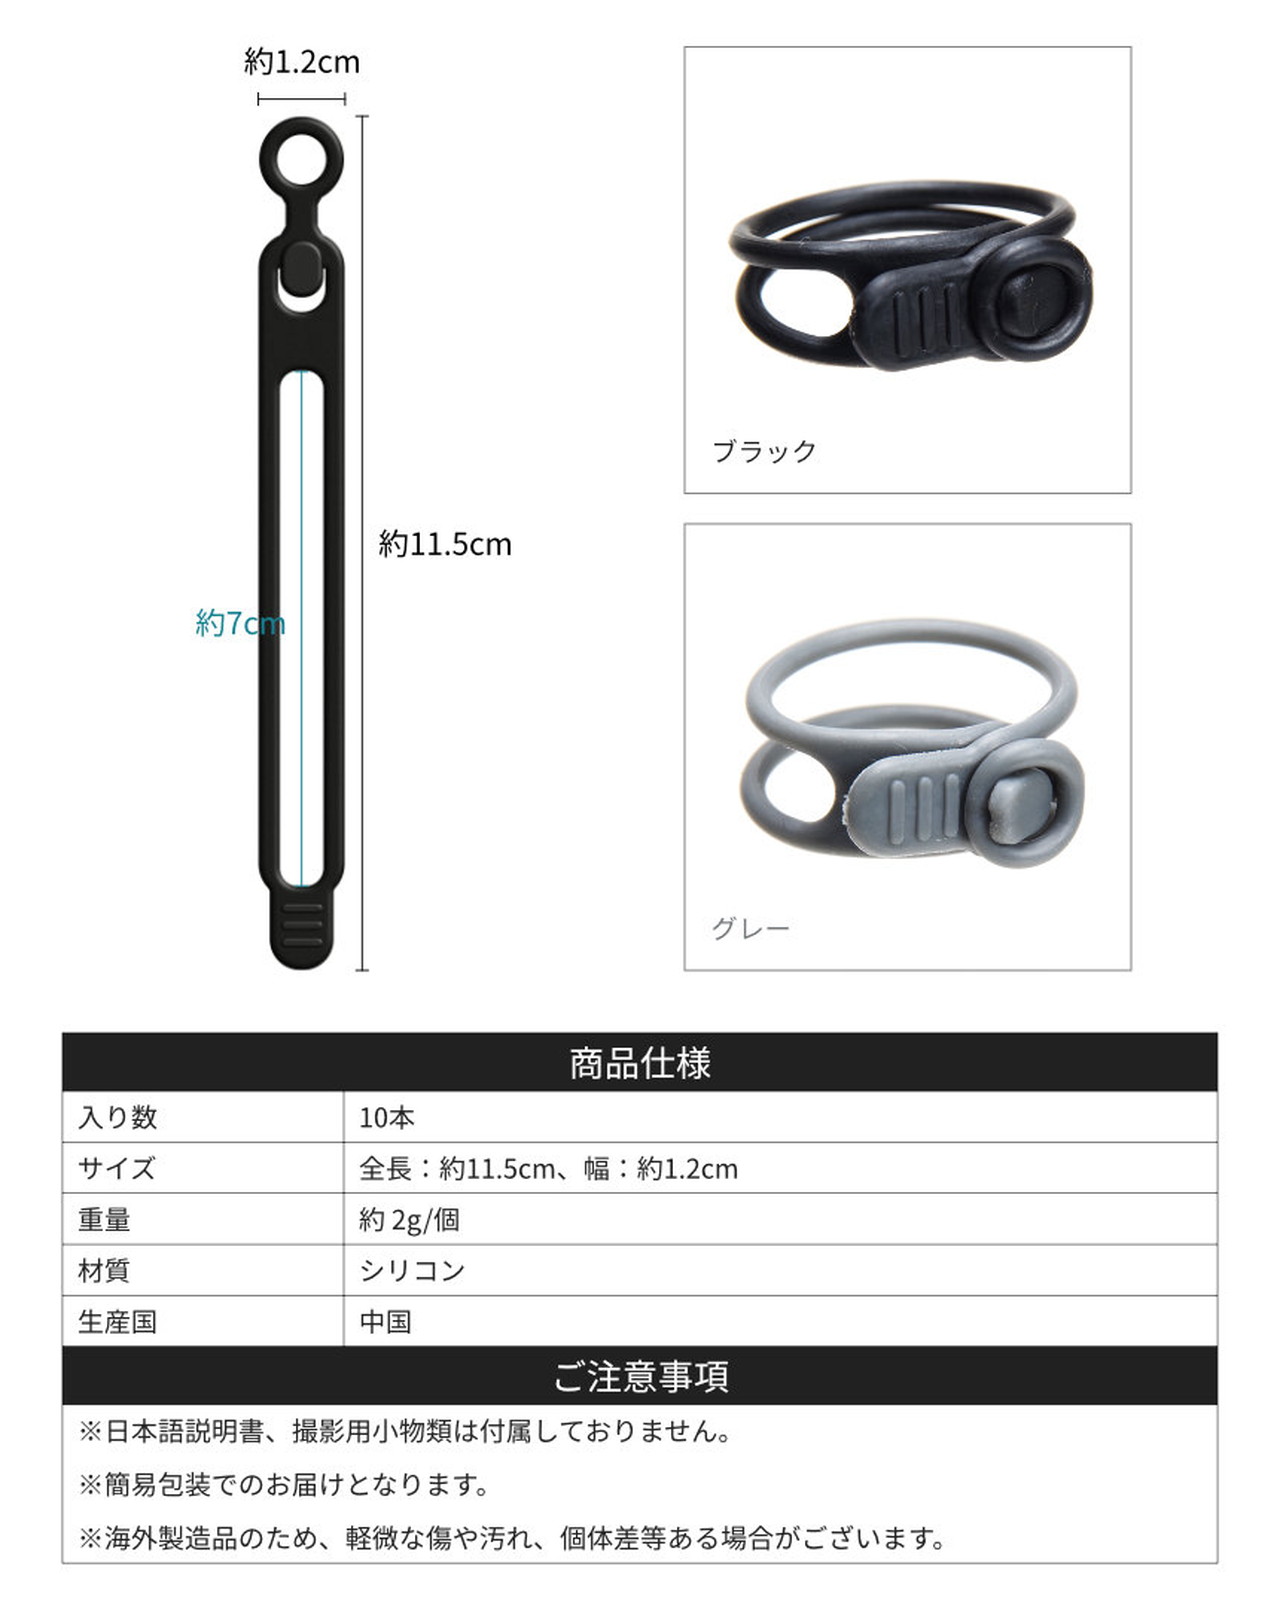 約1.2cm
約11.5cm
約7cm
ブラック
グレー
商品仕様
入り数 10本
サイズ 全長：約11.5cm、幅：約1.2cm
重量 約 2g/個
材質 シリコン
生産国 中国
ご注意事項
※日本語説明書、撮影用小物類は付属しておりません。
※簡易包装でのお届けとなります。
※海外製造品のため、軽微な傷や汚れ、個体差等ある場合がございます。